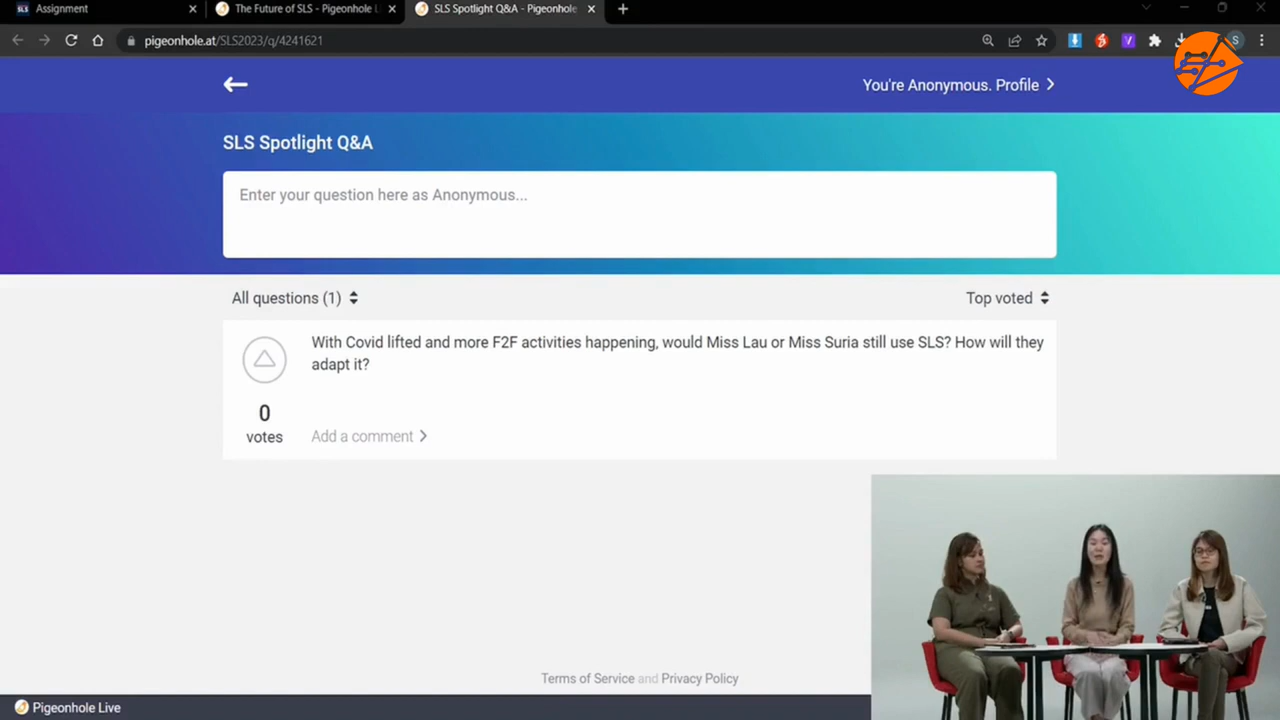 Assignment
The Future of SLS - Pigeonhole Li
SLS Spotlight Q&A - Pigeonhole
pigeonhole.at/SLS2023/q/4241621
S
You're Anonymous. Profile
SLS Spotlight Q&A
Enter your question here as Anonymous...
All questions (1)
Top voted
With Covid lifted and more F2F activities happening, would Miss Lau or Miss Suria still use SLS? How will they
adapt it?
0
votes
Add a comment
Terms of Service and Privacy Policy
Pigeonhole Live